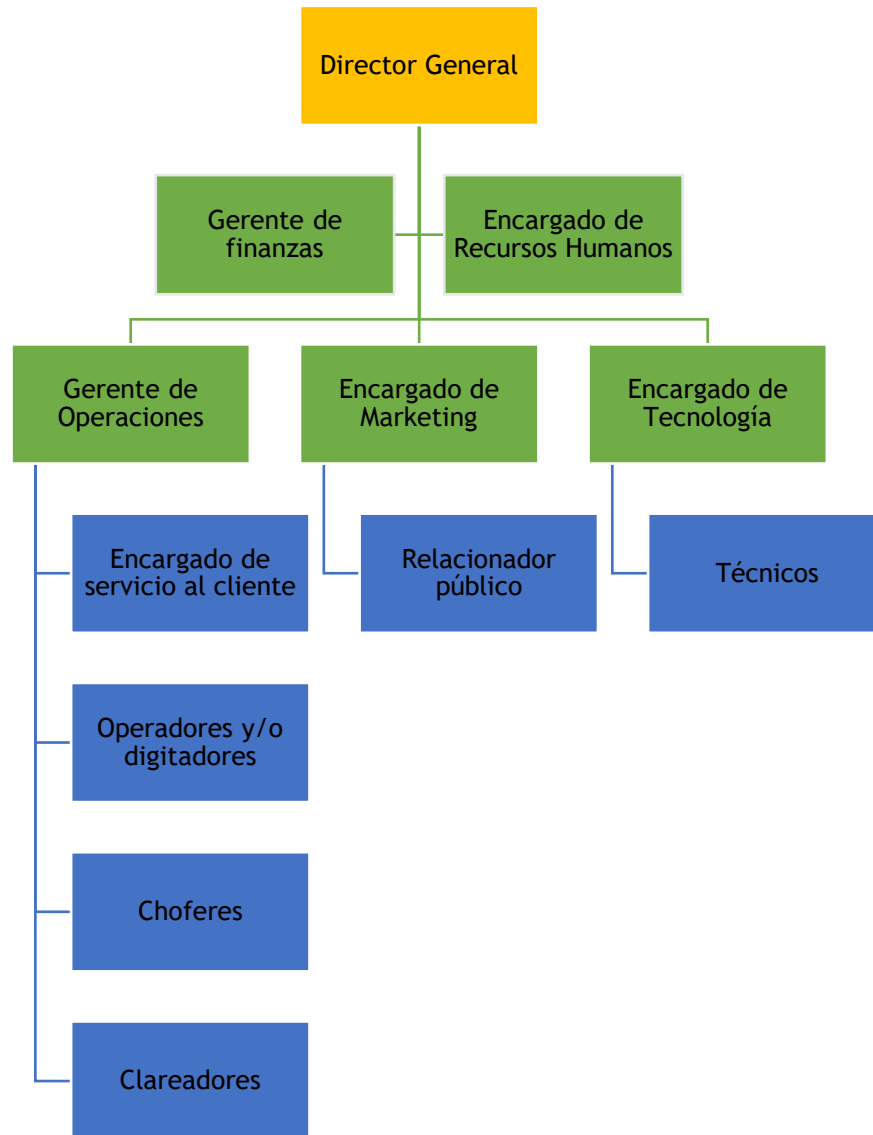 Director General
Gerente de
finanzas
Encargado de
Recursos Humanos
Gerente de
Operaciones
Encargado de
Marketing
Encargado de
Tecnología
Encargado de
servicio al cliente
Relacionador
público
Técnicos
Operadores y/o
digitadores
Choferes
Clareadores